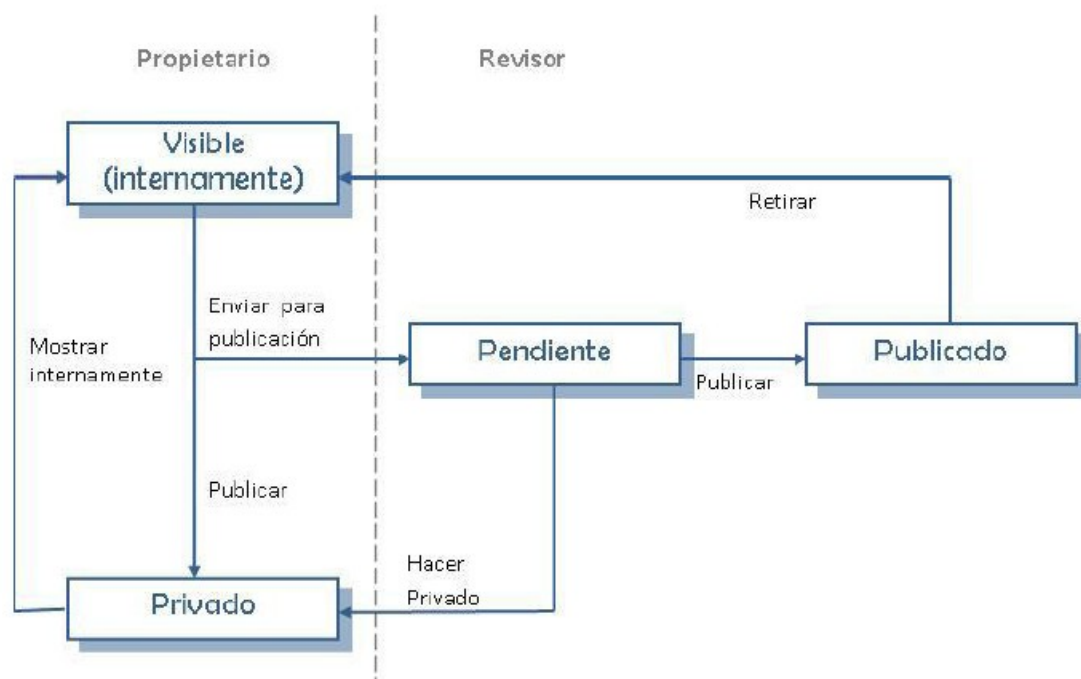 Propietario
Revisor
Visible
(internamente)
Retirar
Enviar para
publicación
Mostrar
internamente
Pendiente
Publicar
Publicado
Publicar
Hacer
Privado
Privado